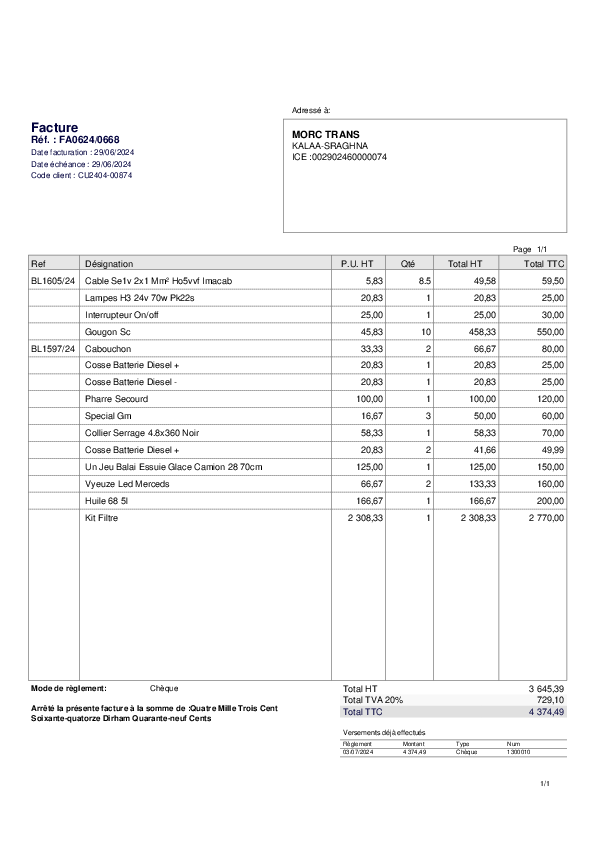 Adressé à:
Facture
Réf. : FA0624/0668
Date facturation : 29/06/2024
Date échéance : 29/06/2024
Code client : CU2404-00874
MORC TRANS
KALAA-SRAGHNA
ICE :002902460000074
Page 1/1
Ref Désignation P.U. HT Qté Total HT Total TTC
BL1605/24 Cable Se1v 2x1 Mm² Ho5vvf Imacab 5,83 8.5 49,58 59,50
Lampes H3 24v 70w Pk22s 20,83 1 20,83 25,00
Interrupteur On/off 25,00 1 25,00 30,00
Gougon Sc 45,83 10 458,33 550,00
BL1597/24 Cabouchon 33,33 2 66,67 80,00
Cosse Batterie Diesel + 20,83 1 20,83 25,00
Cosse Batterie Diesel - 20,83 1 20,83 25,00
Pharre Secourd 100,00 1 100,00 120,00
Special Gm 16,67 3 50,00 60,00
Collier Serrage 4.8x360 Noir 58,33 1 58,33 70,00
Cosse Batterie Diesel + 20,83 2 41,66 49,99
Un Jeu Balai Essuie Glace Camion 28 70cm 125,00 1 125,00 150,00
Vyeuze Led Merceds 66,67 2 133,33 160,00
Huile 68 5l 166,67 1 166,67 200,00
Kit Filtre 2 308,33 1 2 308,33 2 770,00
Mode de règlement: Chèque
Arrêté la présente facture à la somme de :Quatre Mille Trois Cent
Soixante-quatorze Dirham Quarante-neuf Cents
Total HT 3 645,39
Total TVA 20% 729,10
Total TTC 4 374,49
Versements déjà effectués
Règlement Montant Type Num
03/07/2024 4 374,49 Chèque 1300010
1/1